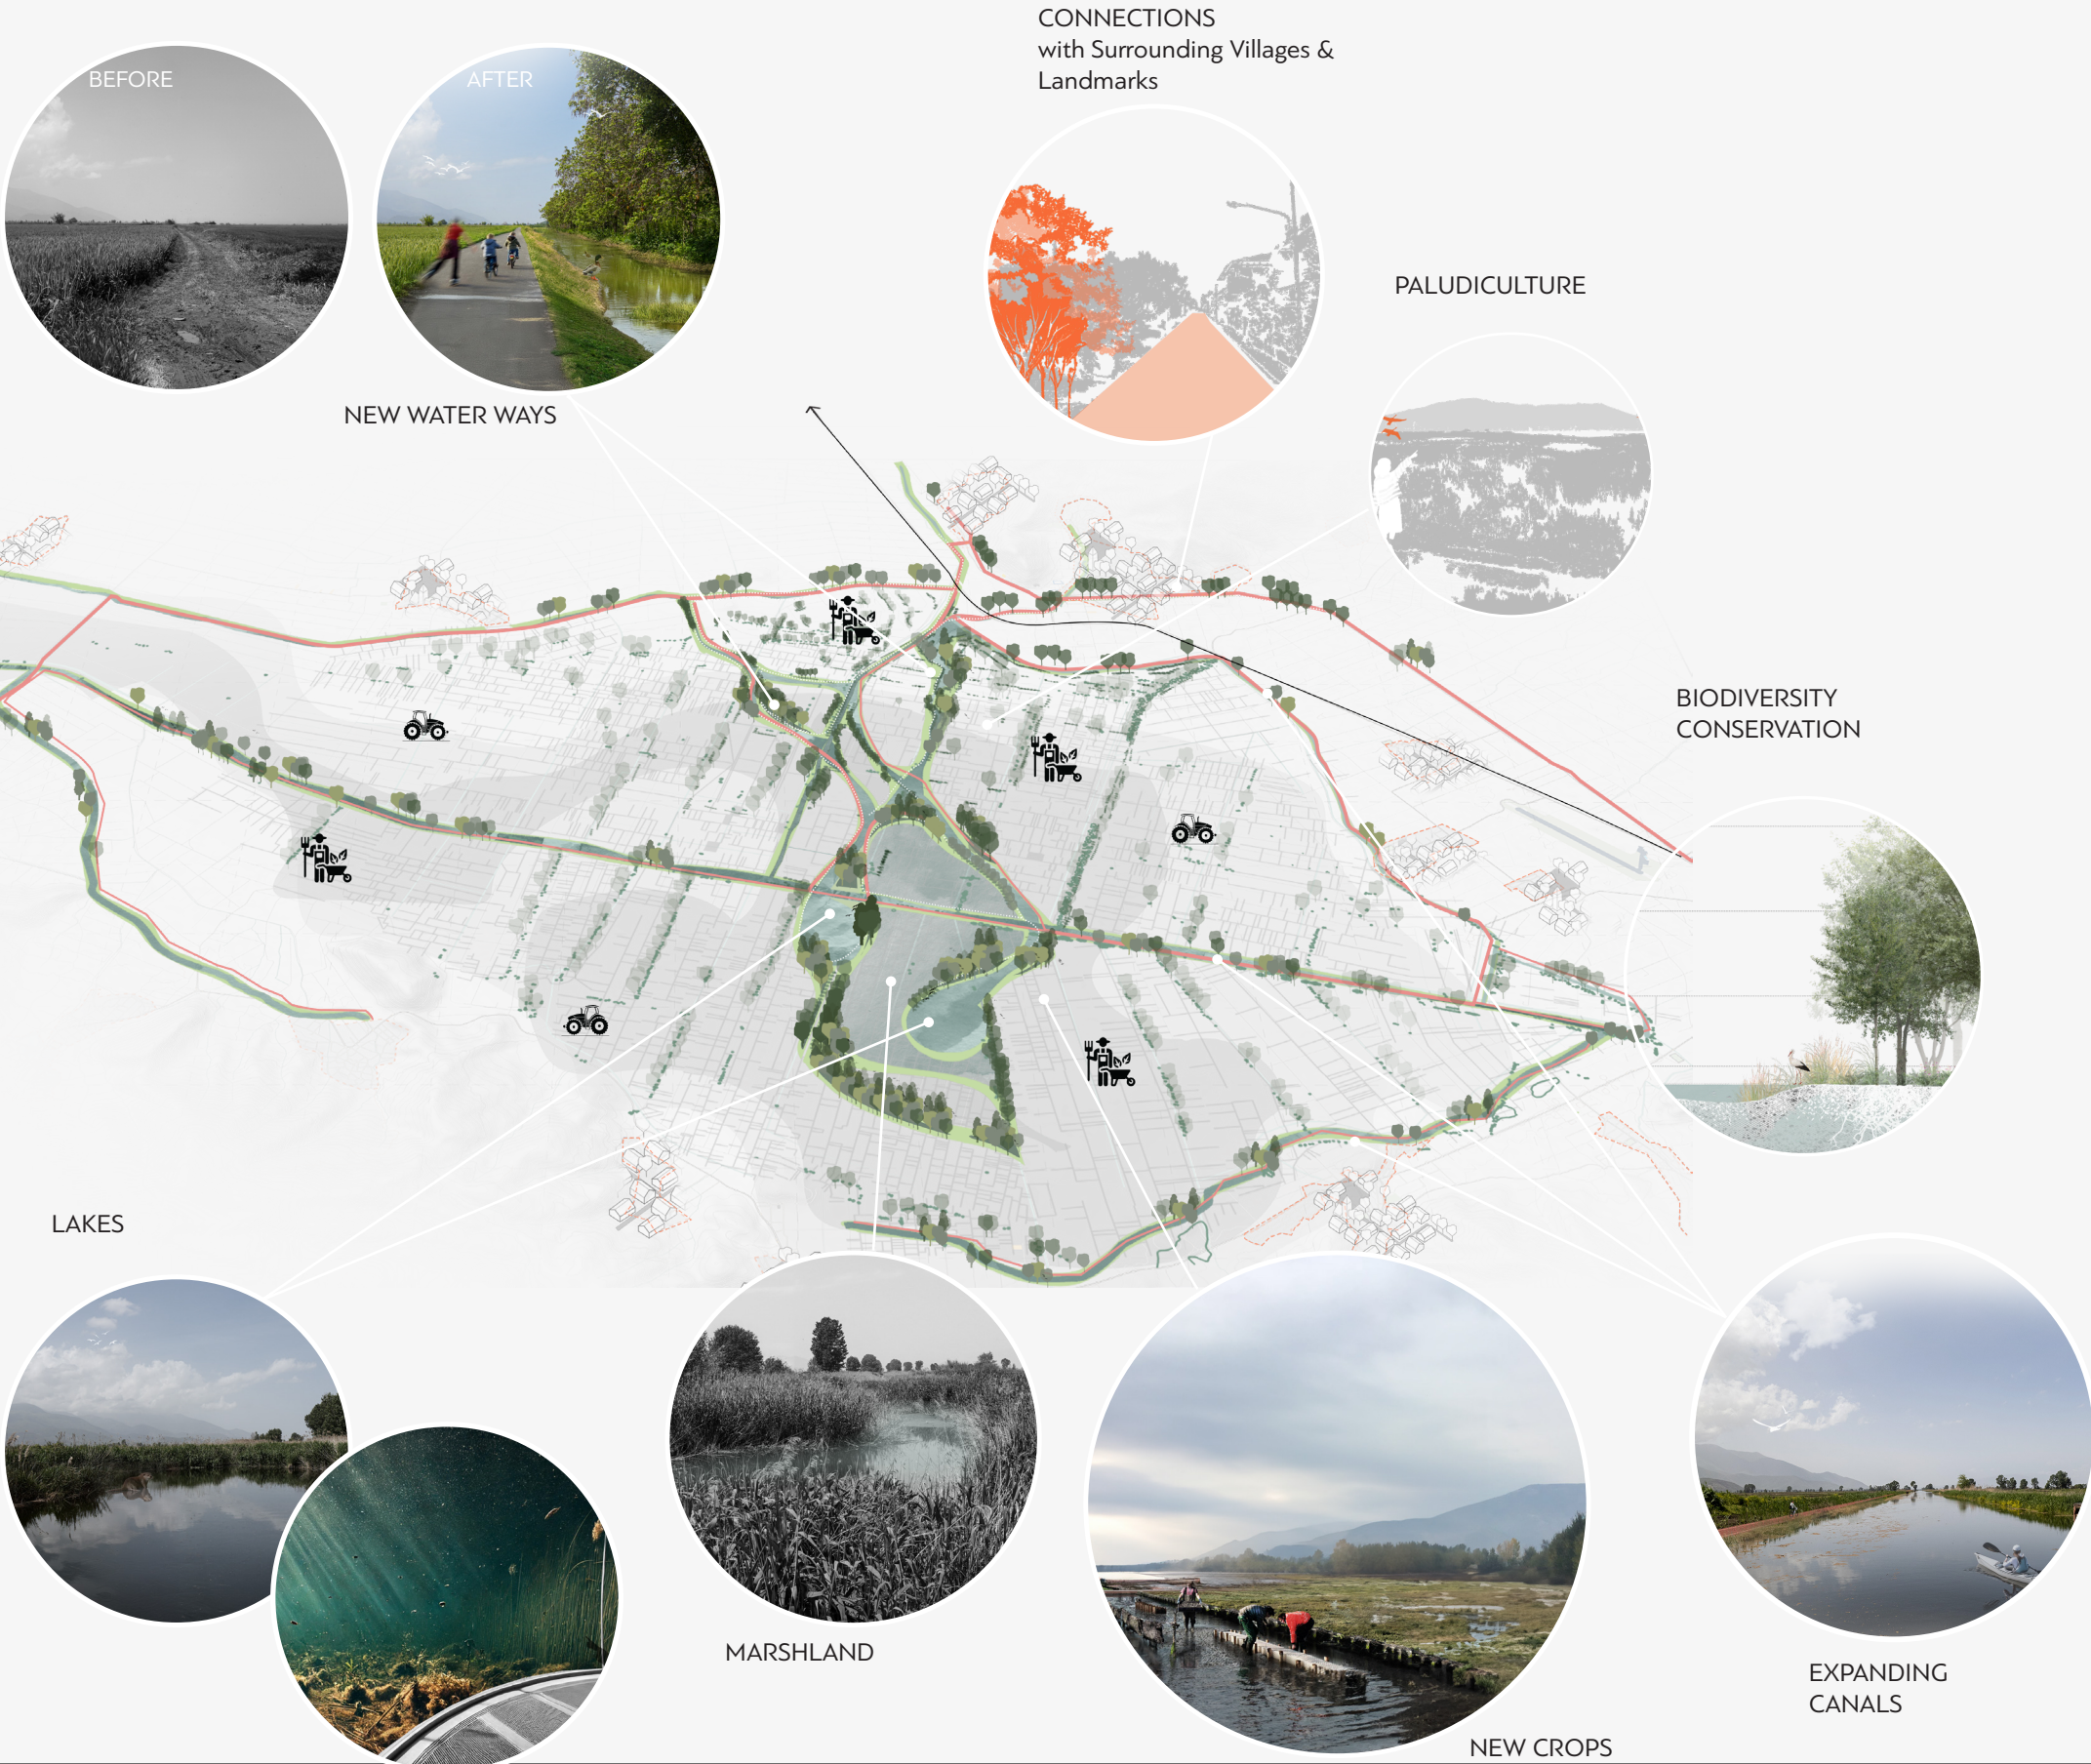 CONNECTIONS
with Surrounding Villages &
Landmarks
BEFORE
AFTER
PALUDICULTURE
NEW WATER WAYS
BIODIVERSITY
CONSERVATION
LAKES
MARSHLAND
EXPANDING
CANALS
NEW CROPS